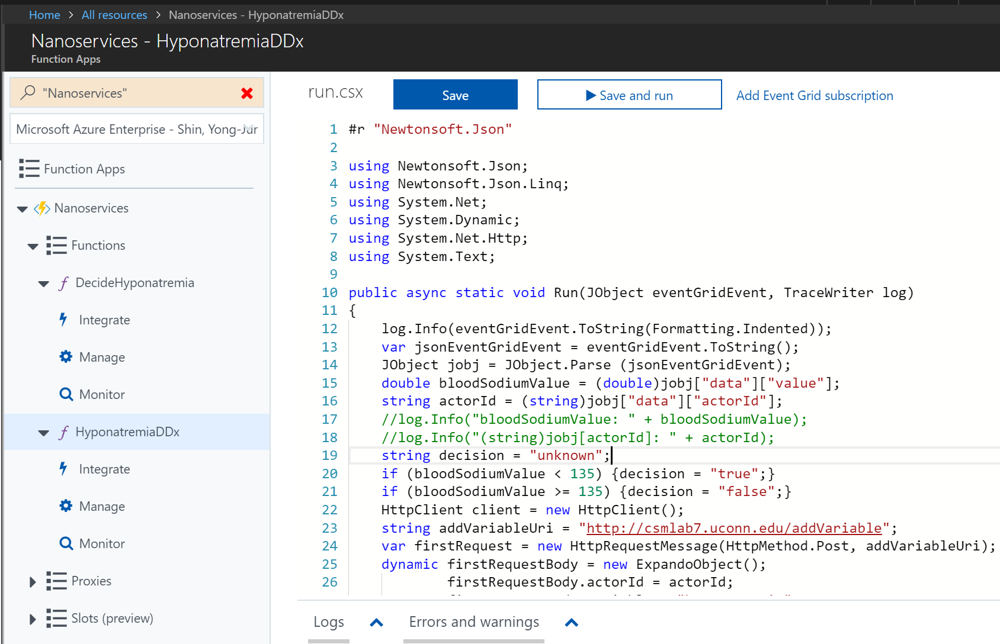 Home > All resources > Nanoservices - HyponatremiaDDx
Nanoservices - HyponatremiaDDx
Function Apps
"Nanoservices"
Microsoft Azure Enterprise - Shin, Yong-Jun
Function Apps
Nanoservices
Functions
DecideHyponatremia
Integrate
Manage
Monitor
HyponatremiaDDx
Integrate
Manage
Monitor
Proxies
Slots (preview)
run.csx
Save
Save and run
Add Event Grid subscription
1 #r "Newtonsoft.Json"
2
3 using Newtonsoft.Json;
4 using Newtonsoft.Json.Linq;
5 using System.Net;
6 using System.Dynamic;
7 using System.Net.Http;
8 using System.Text;
9
10 public async static void Run(JObject eventGridEvent, TraceWriter log)
11 {
12     log.Info(eventGridEvent.ToString(Formatting.Indented));
13     var jsonEventGridEvent = eventGridEvent.ToString();
14     JObject jobj = JObject.Parse (jsonEventGridEvent);
15     double bloodSodiumValue = (double)jobj["data"]["value"];
16     string actorId = (string)jobj["data"]["actorId"];
17     //log.Info("bloodSodiumValue: " + bloodSodiumValue);
18     //log.Info("(string)jobj[actorId]: " + actorId);
19     string decision = "unknown";
20     if (bloodSodiumValue < 135) {decision = "true";}
21     if (bloodSodiumValue >= 135) {decision = "false";}
22     HttpClient client = new HttpClient();
23     string addVariableUri = "http://csmlab7.uconn.edu/addVariable";
24     var firstRequest = new HttpRequestMessage(HttpMethod.Post, addVariableUri);
25     dynamic firstRequestBody = new ExpandoObject();
26             firstRequestBody.actorId = actorId;
Logs
Errors and warnings